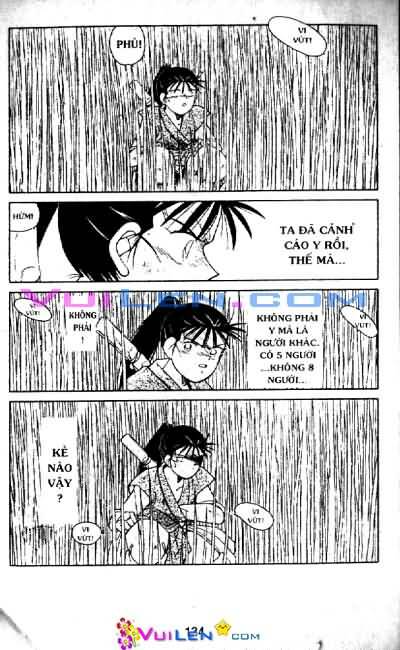 VI
VÚT!
PHÙ!
HỪM!
TA ĐÃ CẢNH
CÁO Y RỒI,
THẾ MÀ...
VUILEN.COM
VI
VÚT!
KHÔNG
PHẢI
!
KHÔNG PHẢI
Y MÀ LÀ
NGƯỜI KHÁC.
CÓ 5 NGƯỜI
...KHÔNG 8
NGƯỜI...
VI
VÚT!
KẺ
NÀO
VẬY
?
VI
VÚT!
VI
VÚT!
124
VUILEN.COM